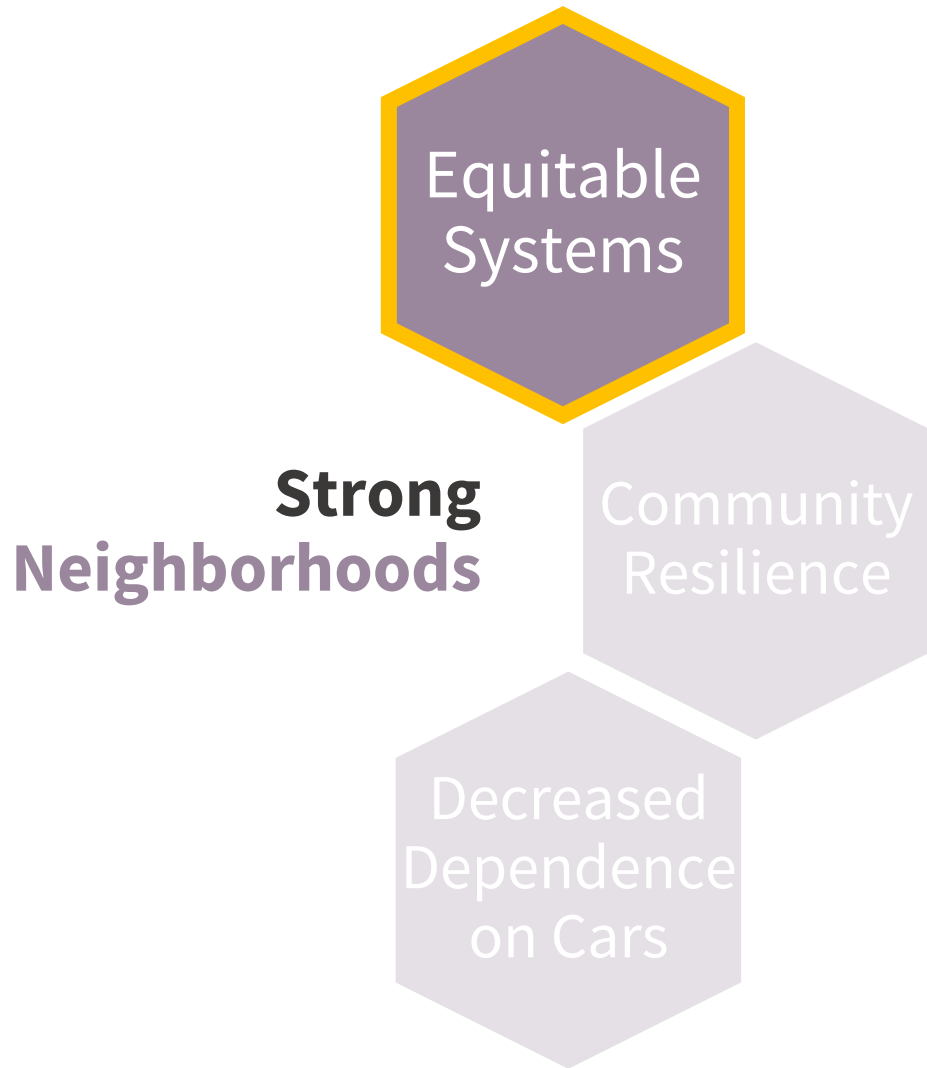 Equitable
Systems
Strong
Neighborhoods
Community
Resilience
Decreased
Dependence
on Cars